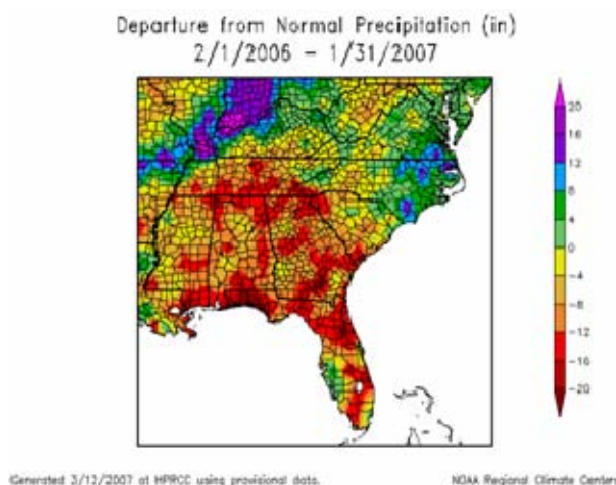 Departure from Normal Precipitation (in)
2/1/2006 – 1/31/2007
20
16
12
8
4
0
-4
-8
-12
-16
-20
Generated 3/12/2007 at HPRCC using provisional data.
NOAA Regional Climate Centers